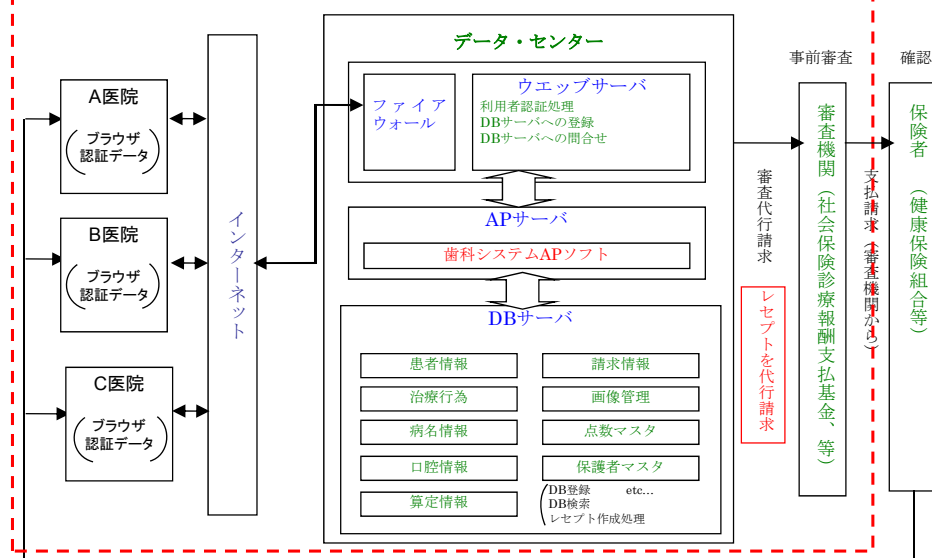 データ・センター
事前審査
確認
A医院
ブラウザ
認証データ
B医院
ブラウザ
認証データ
C医院
ブラウザ
認証データ
インターネット
ファイア
ウォール
ウエッブサーバ
利用者認証処理
DBサーバへの登録
DBサーバへの問合せ
APサーバ
歯科システムAPソフト
DBサーバ
患者情報
請求情報
治療行為
画像管理
病名情報
点数マスタ
口腔情報
保護者マスタ
算定情報
DB登録 etc...
DB検索
レセプト作成処理
審査代行請求
レセプトを代行請求
審査機関（社会保険診療報酬支払基金、等）
支払請求（審査機関から）
保険者　（健康保険組合等）